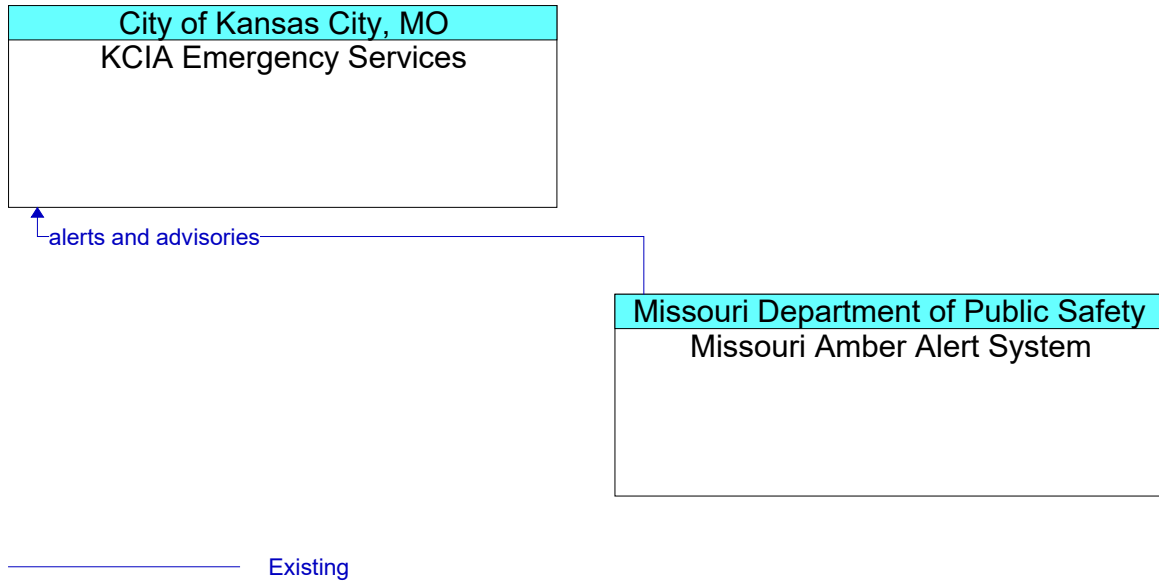 City of Kansas City, MO
KCIA Emergency Services
alerts and advisories
Missouri Department of Public Safety
Missouri Amber Alert System
Existing